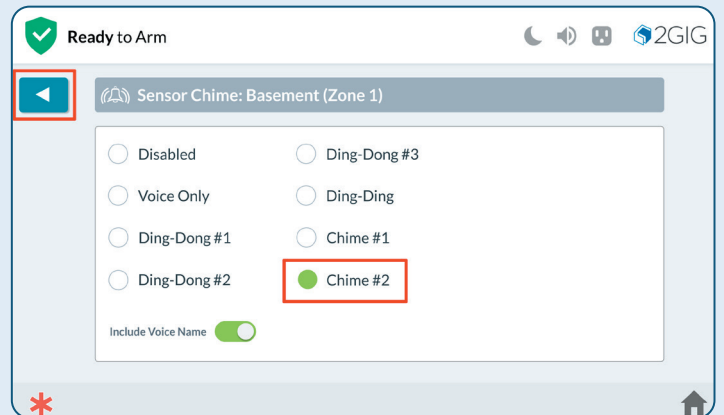 Ready to Arm
2GIG
Sensor Chime: Basement (Zone 1)
Disabled
Ding-Dong #3
Voice Only
Ding-Ding
Ding-Dong #1
Chime #1
Ding-Dong #2
Chime #2
Include Voice Name